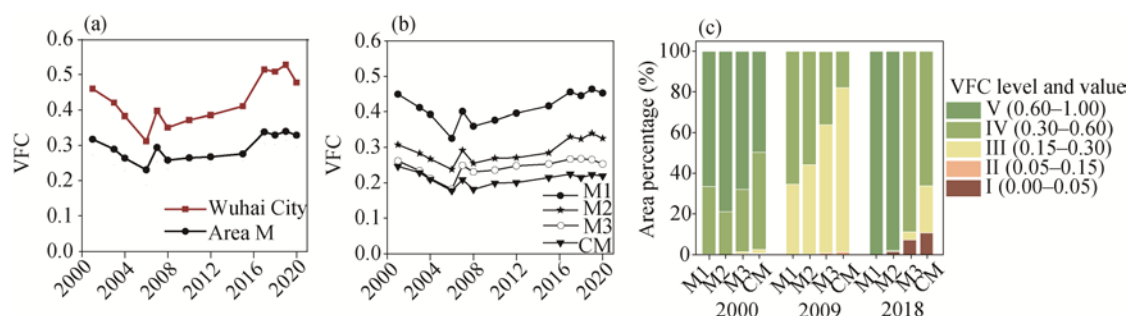 (a)
0.6
0.5
0.4
0.3
0.2
0.1
0.0
VFC
Wuhai City
Area M
2000 2004 2008 2012 2016 2020
(b)
0.6
0.5
0.4
0.3
0.2
0.1
0.0
VFC
M1
M2
M3
CM
2000 2004 2008 2012 2016 2020
(c)
100
80
60
40
20
0
Area percentage (%)
M1 M2 M3 CM M1 M2 M3 CM M1 M2 M3 CM
2000 2009 2018
VFC level and value
V (0.60–1.00)
IV (0.30–0.60)
III (0.15–0.30)
II (0.05–0.15)
I (0.00–0.05)